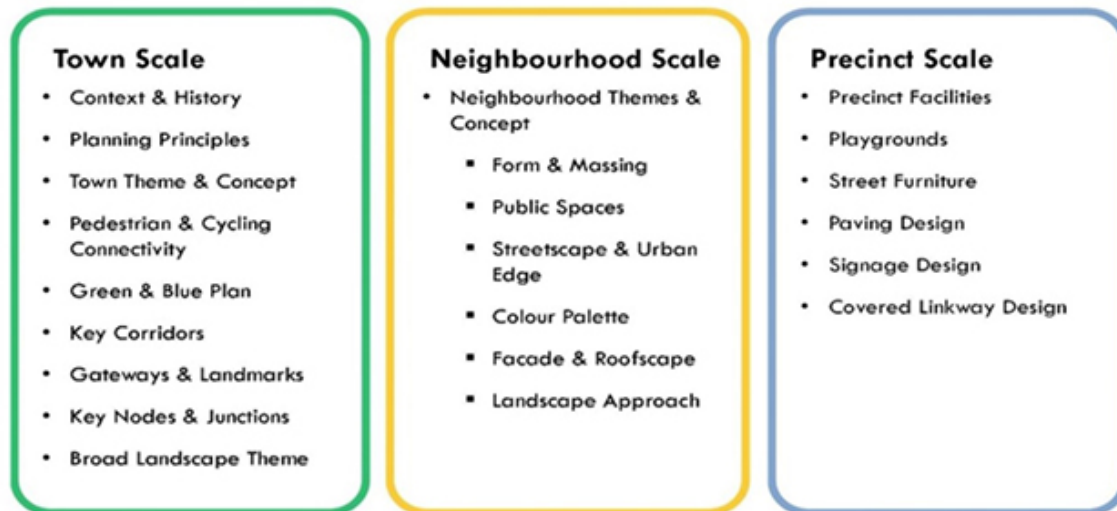 Town Scale
• Context & History
• Planning Principles
• Town Theme & Concept
• Pedestrian & Cycling
Connectivity
• Green & Blue Plan
• Key Corridors
• Gateways & Landmarks
• Key Nodes & Junctions
• Broad Landscape Theme
Neighbourhood Scale
• Neighbourhood Themes &
Concept
▪ Form & Massing
▪ Public Spaces
▪ Streetscape & Urban
Edge
▪ Colour Palette
▪ Facade & Roofscape
▪ Landscape Approach
Precinct Scale
• Precinct Facilities
• Playgrounds
• Street Furniture
• Paving Design
• Signage Design
• Covered Linkway Design